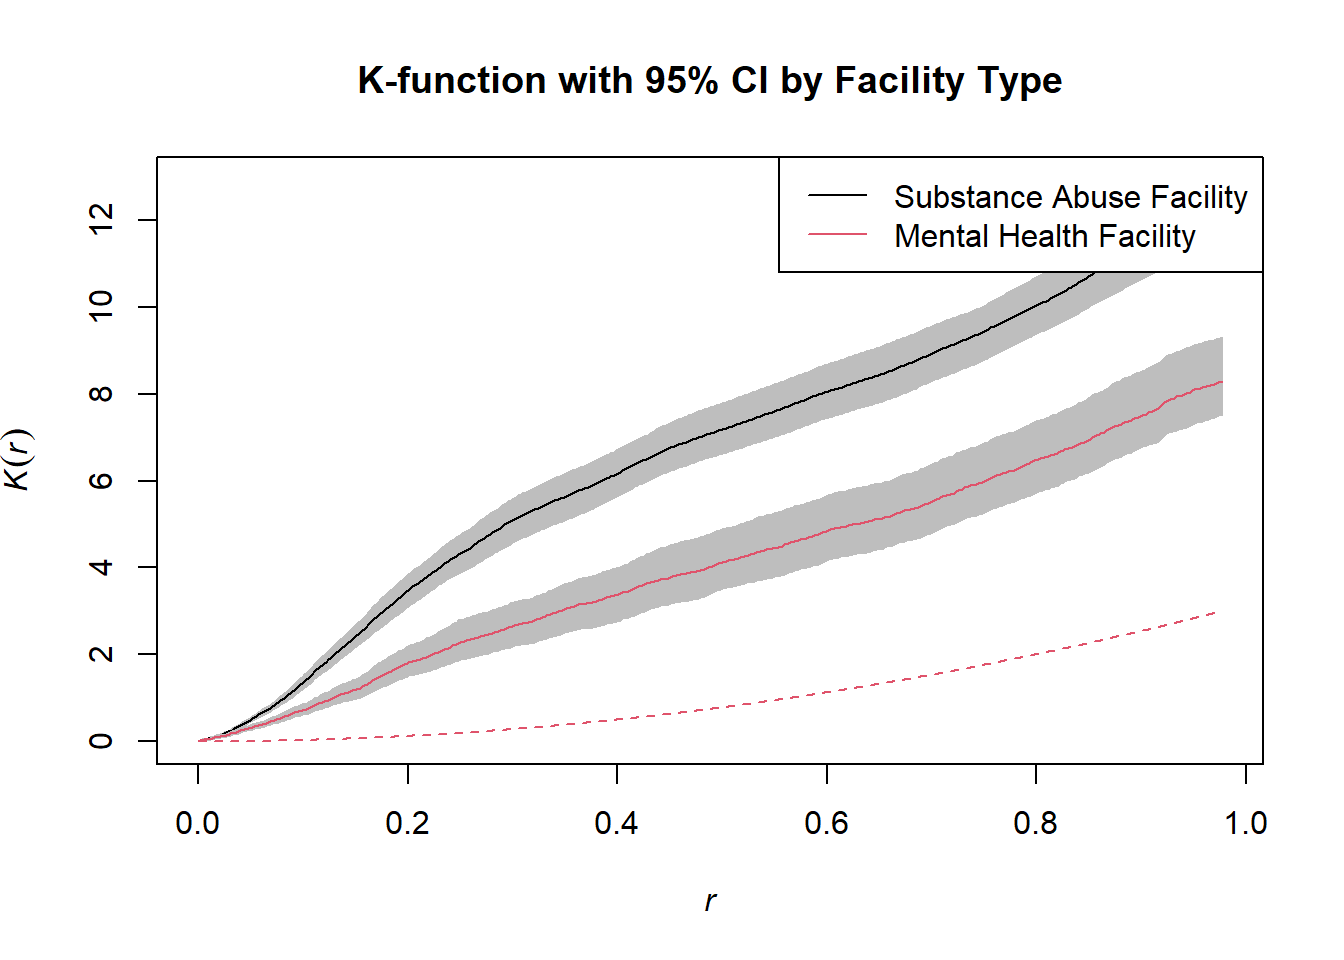 K-function with 95% CI by Facility Type
Substance Abuse Facility
Mental Health Facility
K(r)
12
10
8
6
4
2
0
0.0 0.2 0.4 0.6 0.8 1.0
r